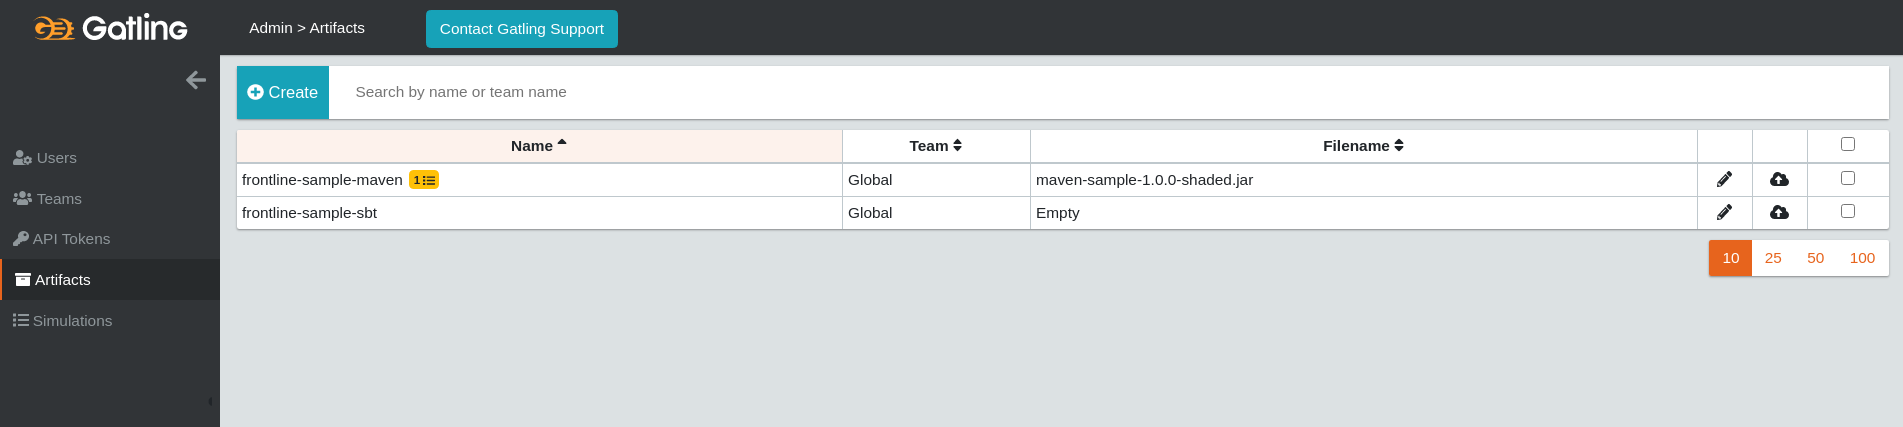 Gatling
Admin > Artifacts
Contact Gatling Support
Create
Search by name or team name
Users
Teams
API Tokens
Artifacts
Simulations
Name Team Filename
frontline-sample-maven 1 Global maven-sample-1.0.0-shaded.jar
frontline-sample-sbt Global Empty
10 25 50 100